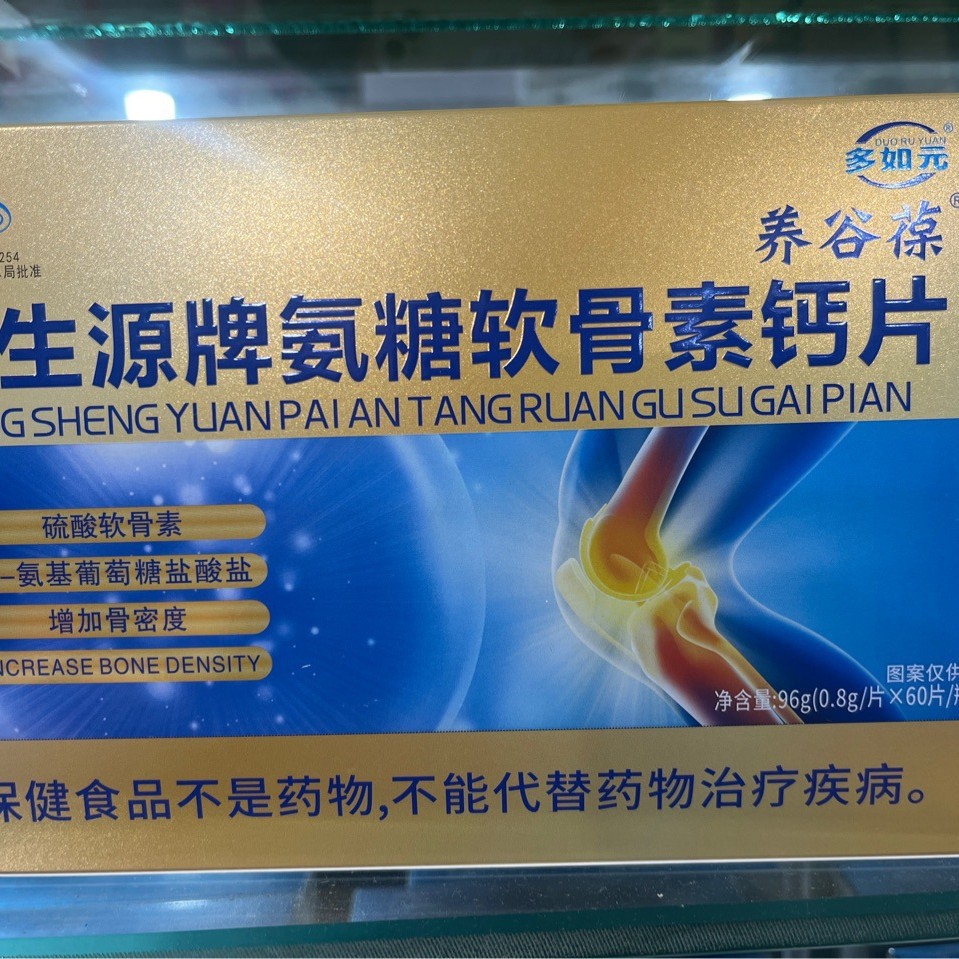 DUO RU YUAN
多如元®
养谷葆®
254
局批准
生源牌氨糖软骨素钙片
G SHENG YUAN PAI AN TANG RUAN GU SU GAI PIAN
硫酸软骨素
-氨基葡萄糖盐酸盐
增加骨密度
NCREASE BONE DENSITY
图案仅供
净含量:96g(0.8g/片×60片/瓶
保健食品不是药物,不能代替药物治疗疾病。